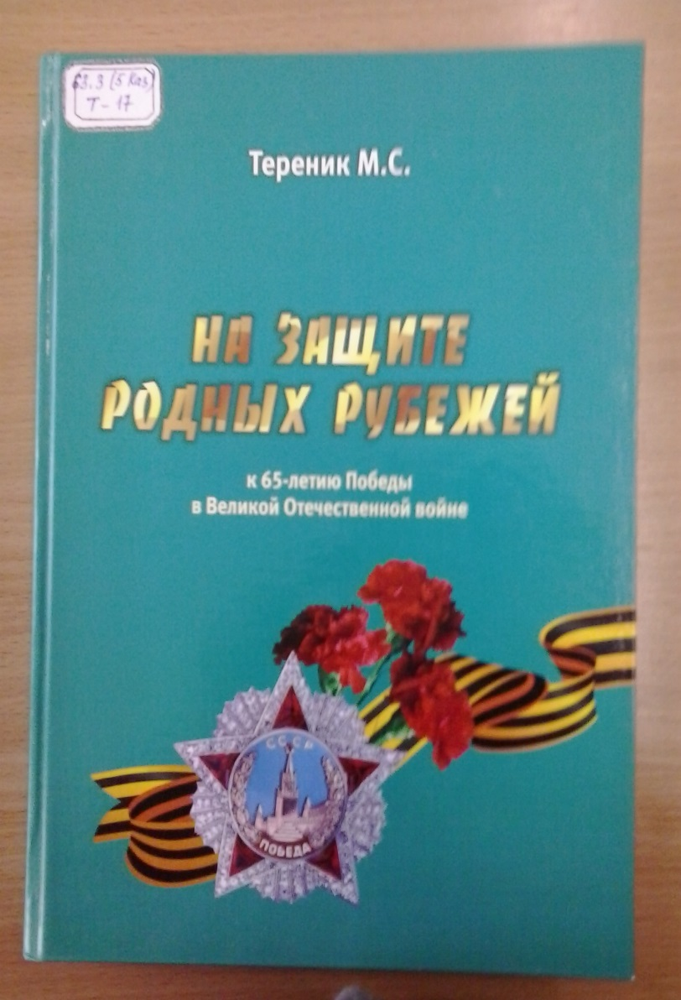 63.3 (5 Каз)
Т-17
Тереник М.С.
НА ЗАЩИТЕ
РОДНЫХ РУБЕЖЕЙ
к 65-летию Победы
в Великой Отечественной войне
СССР
ПОБЕДА